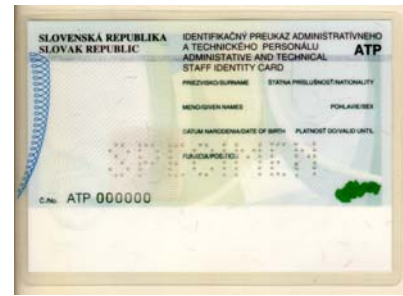 SLOVENSKÁ REPUBLIKA
SLOVAK REPUBLIC
IDENTIFIKAČNÝ PREUKAZ ADMINISTRATÍVNEHO
A TECHNICKÉHO PERSONÁLU
ADMINISTATIVE AND TECHNICAL
STAFF IDENTITY CARD
ATP
PRIEZVISKO/SURNAME ŠTÁTNA PRÍSLUŠNOSŤ/NATIONALITY
MENO/GIVEN NAMES POHLAVIE/SEX
DATUM NARODENIA/DATE OF BIRTH PLATNOSŤ DO/VALID UNTIL
FUNKCIA/POSITION
SPECIMEN
Č./No. ATP 000000